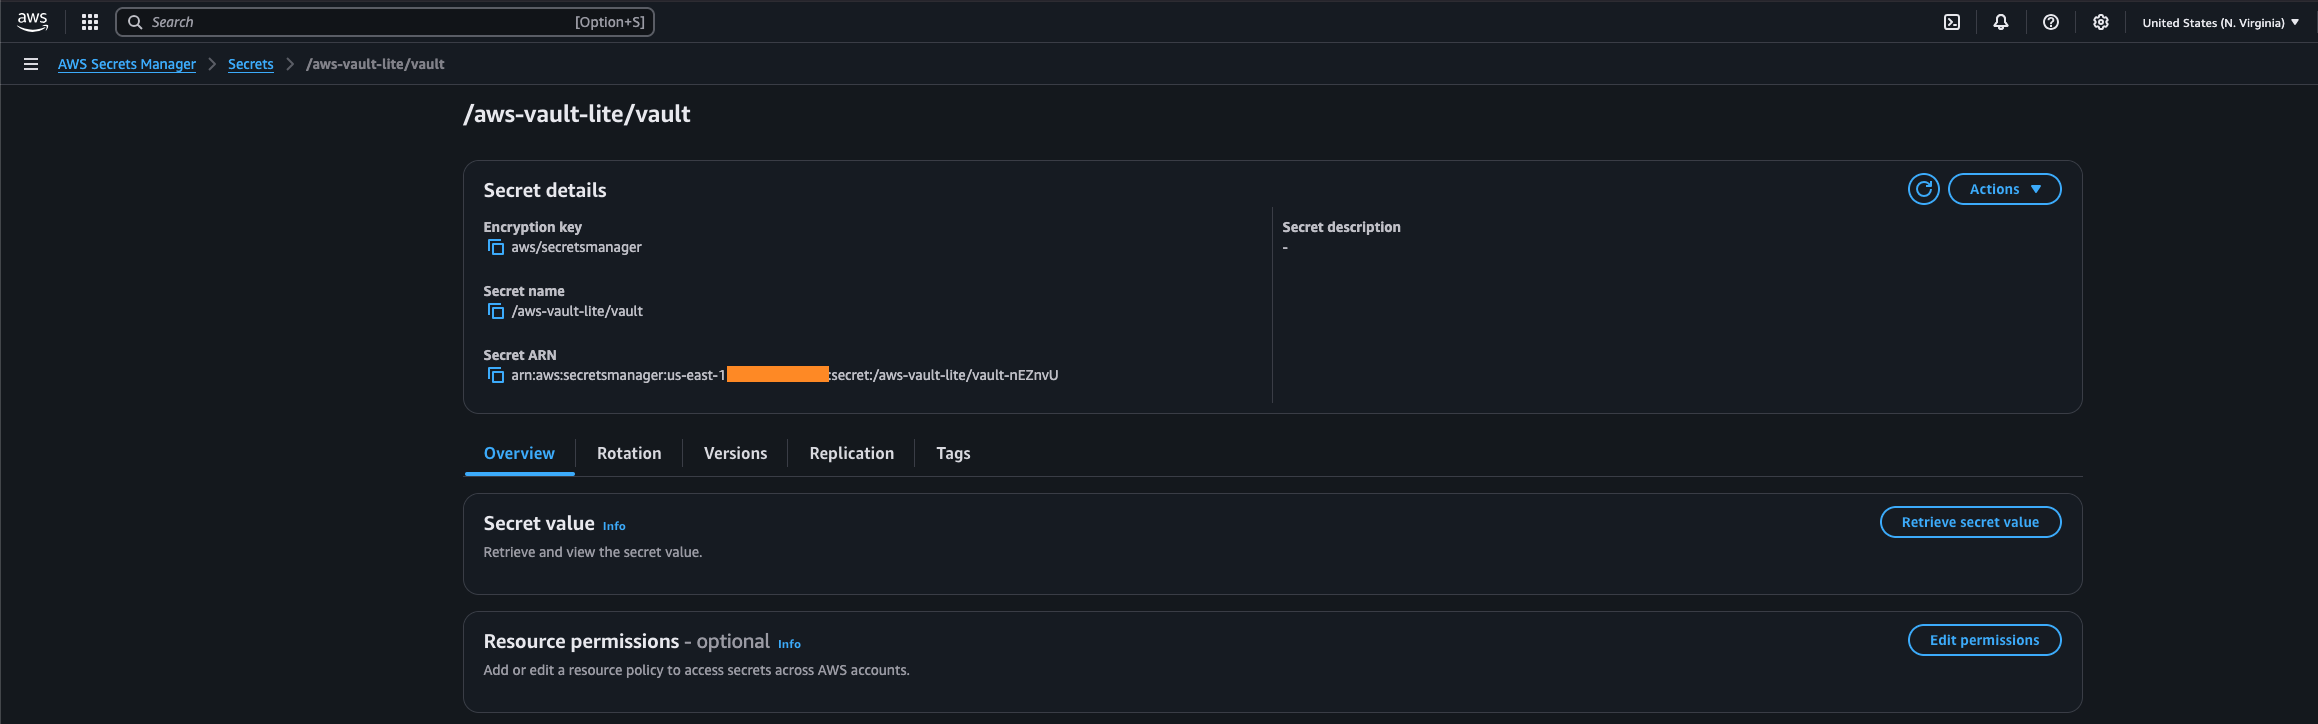 aws
Search [Option+S]
United States (N. Virginia)
AWS Secrets Manager > Secrets > /aws-vault-lite/vault
/aws-vault-lite/vault
Secret details
Actions
Encryption key
aws/secretsmanager
Secret description
-
Secret name
/aws-vault-lite/vault
Secret ARN
arn:aws:secretsmanager:us-east-1 :secret:/aws-vault-lite/vault-nEZnvU
Overview
Rotation
Versions
Replication
Tags
Secret value Info
Retrieve secret value
Retrieve and view the secret value.
Resource permissions - optional Info
Edit permissions
Add or edit a resource policy to access secrets across AWS accounts.